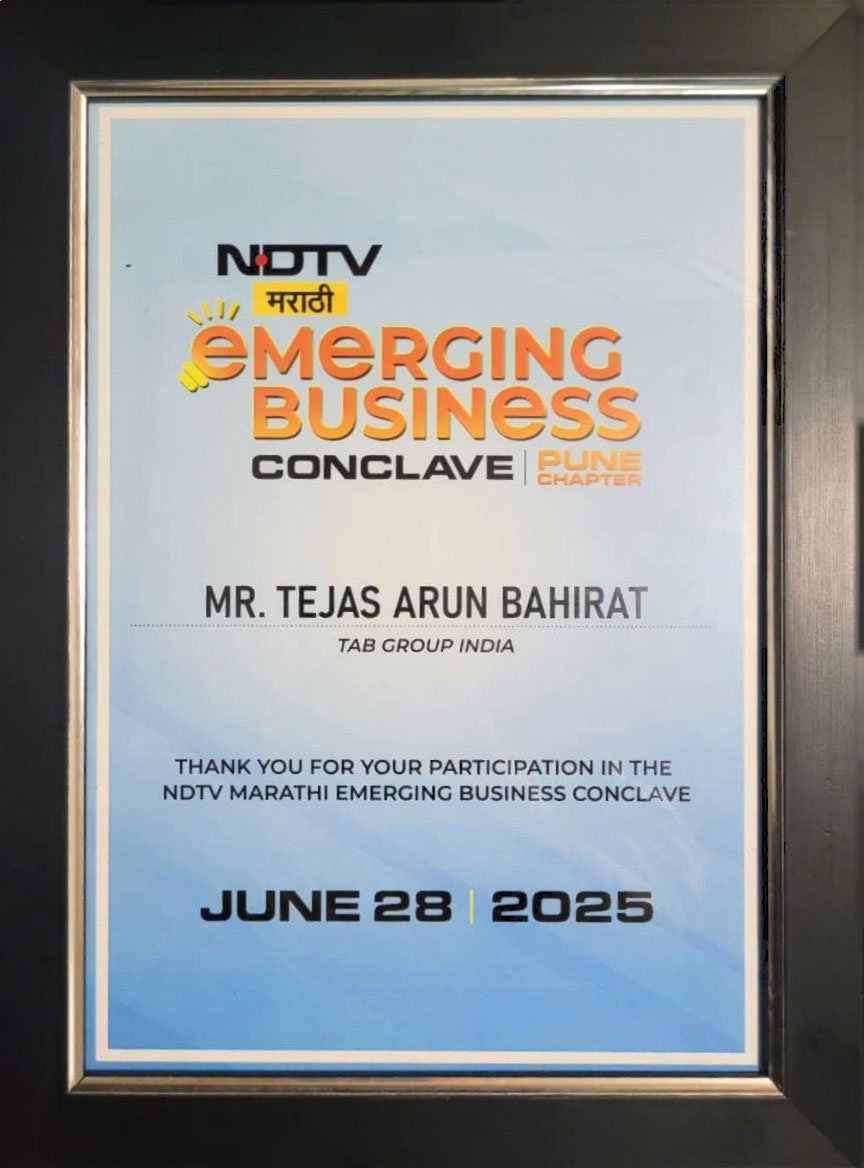 NDTV
मराठी
eMeRGING
BUSINeSS
CONCLAVE | PUNE
CHAPTER
MR. TEJAS ARUN BAHIRAT
TAB GROUP INDIA
THANK YOU FOR YOUR PARTICIPATION IN THE
NDTV MARATHI EMERGING BUSINESS CONCLAVE
JUNE 28 | 2025